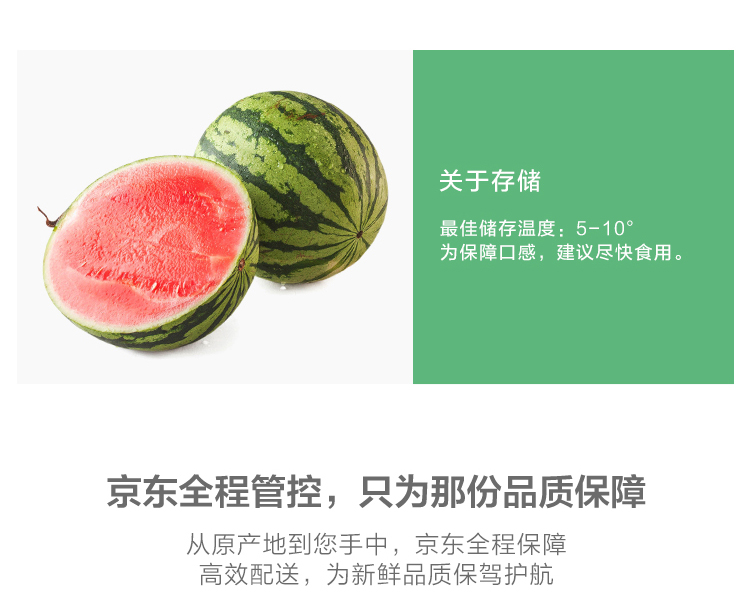 关于存储
最佳储存温度：5-10°
为保障口感，建议尽快食用。
京东全程管控，只为那份品质保障
从原产地到您手中，京东全程保障
高效配送，为新鲜品质保驾护航